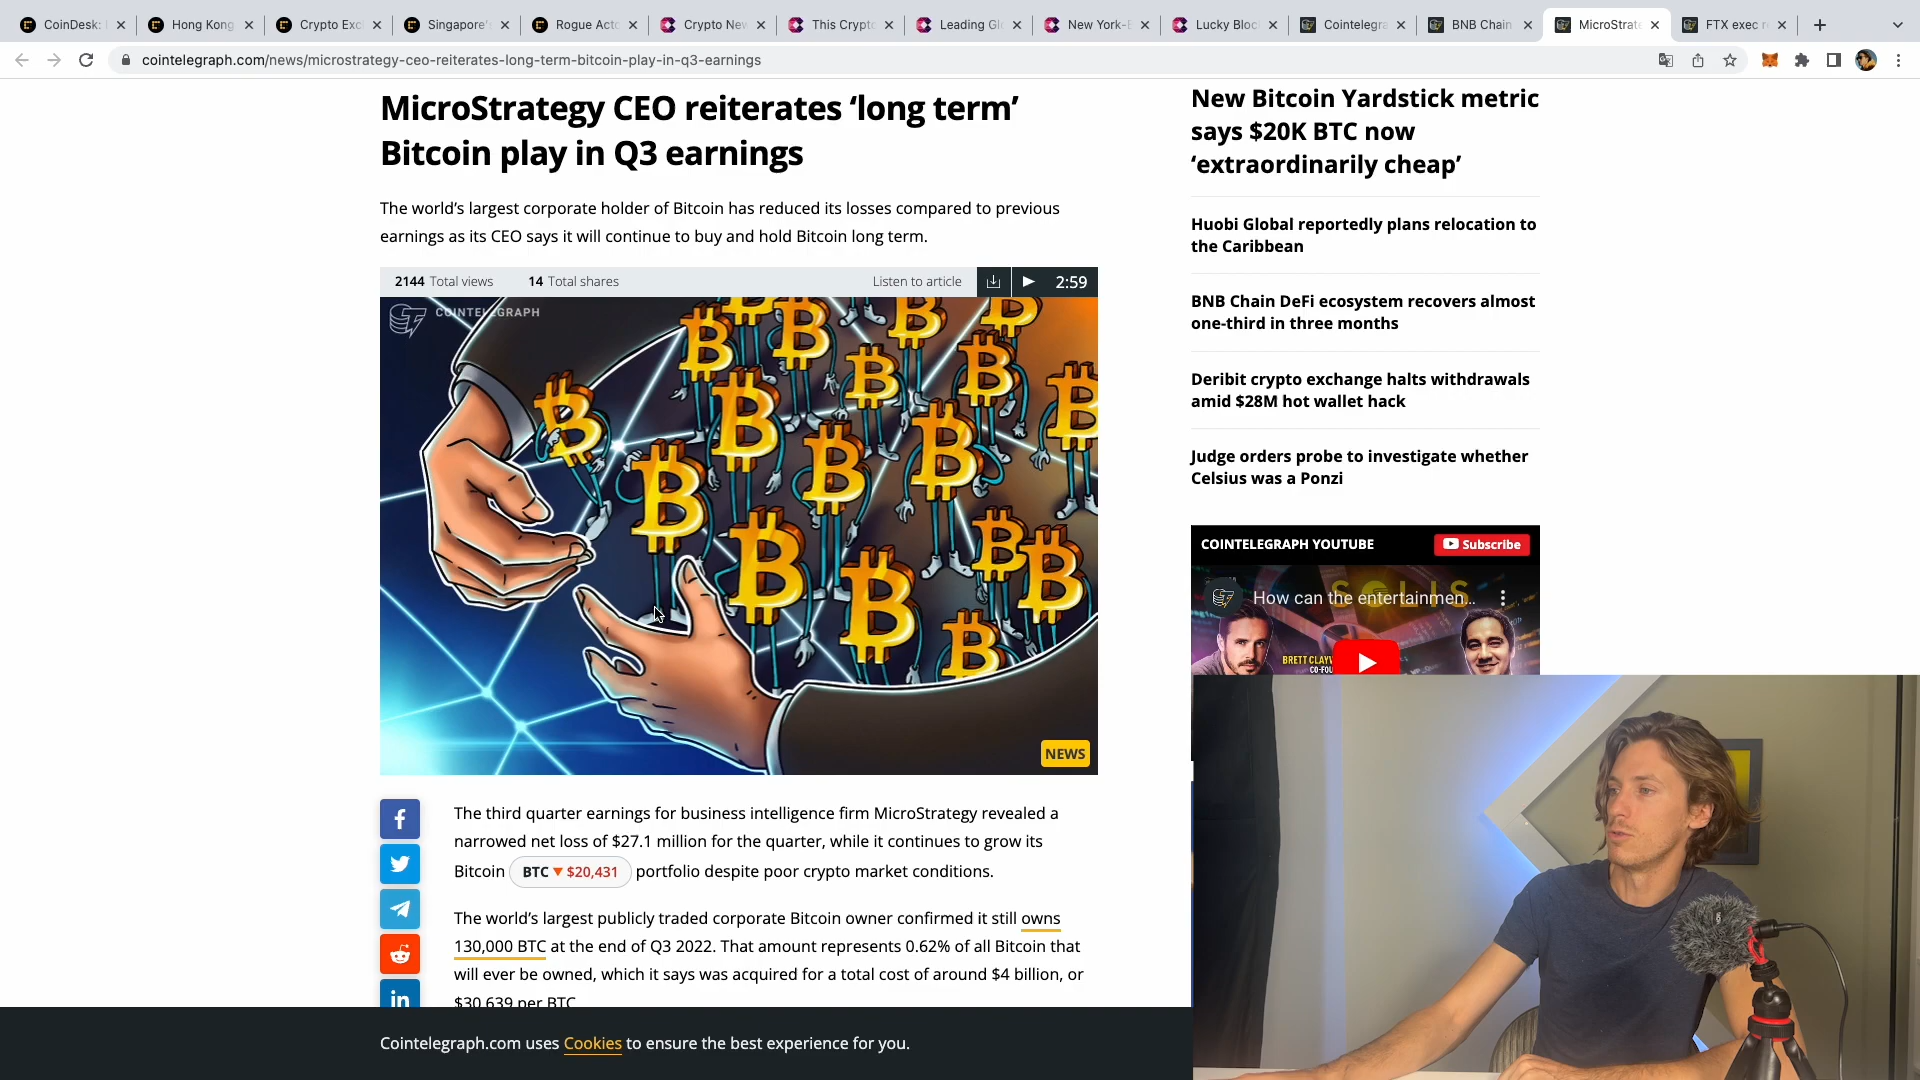 CoinDesk:
Hong Kong
Crypto Exc
Singapore'
Rogue Acto
Crypto New
This Crypto
Leading Gl
New York-
Lucky Bloc
Cointelegra
BNB Chain
MicroStrate
FTX exec
cointelegraph.com/news/microstrategy-ceo-reiterates-long-term-bitcoin-play-in-q3-earnings
MicroStrategy CEO reiterates ‘long term’
Bitcoin play in Q3 earnings
The world’s largest corporate holder of Bitcoin has reduced its losses compared to previous
earnings as its CEO says it will continue to buy and hold Bitcoin long term.
2144 Total views 14 Total shares Listen to article 2:59
COINTELEGRAPH
NEWS
The third quarter earnings for business intelligence firm MicroStrategy revealed a
narrowed net loss of $27.1 million for the quarter, while it continues to grow its
Bitcoin BTC ▼ $20,431 portfolio despite poor crypto market conditions.
The world’s largest publicly traded corporate Bitcoin owner confirmed it still owns
130,000 BTC at the end of Q3 2022. That amount represents 0.62% of all Bitcoin that
will ever be owned, which it says was acquired for a total cost of around $4 billion, or
$30,639 per BTC
New Bitcoin Yardstick metric
says $20K BTC now
‘extraordinarily cheap’
Huobi Global reportedly plans relocation to
the Caribbean
BNB Chain DeFi ecosystem recovers almost
one-third in three months
Deribit crypto exchange halts withdrawals
amid $28M hot wallet hack
Judge orders probe to investigate whether
Celsius was a Ponzi
COINTELEGRAPH YOUTUBE Subscribe
SOLIS
How can the entertainmen...
BRETT CLAY
CO-FOU
Cointelegraph.com uses Cookies to ensure the best experience for you.